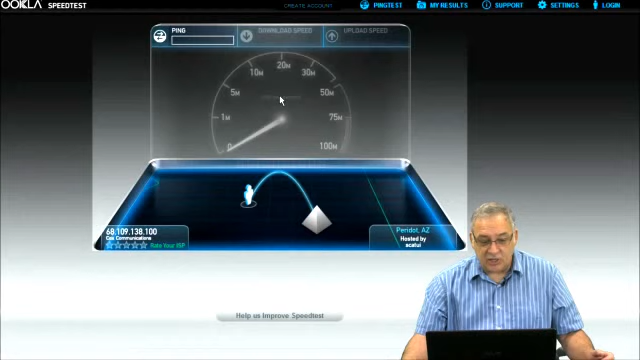 OOKLA SPEEDTEST
CREATE ACCOUNT
PINGTEST
MY RESULTS
SUPPORT
SETTINGS
LOGIN
PING
DOWNLOAD SPEED
UPLOAD SPEED
20M
10M
30M
5M
50M
1M
75M
0
100M
68.109.138.100
Cox Communications
Rate Your ISP
Peridot, AZ
Hosted by
scatui
Help us improve Speedtest